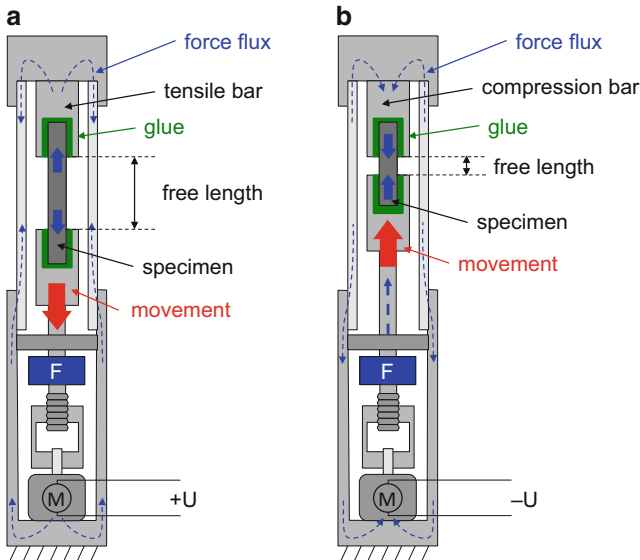 a
force flux
tensile bar
glue
free length
specimen
movement
F
M
+U
b
force flux
compression bar
glue
free length
specimen
movement
F
M
–U